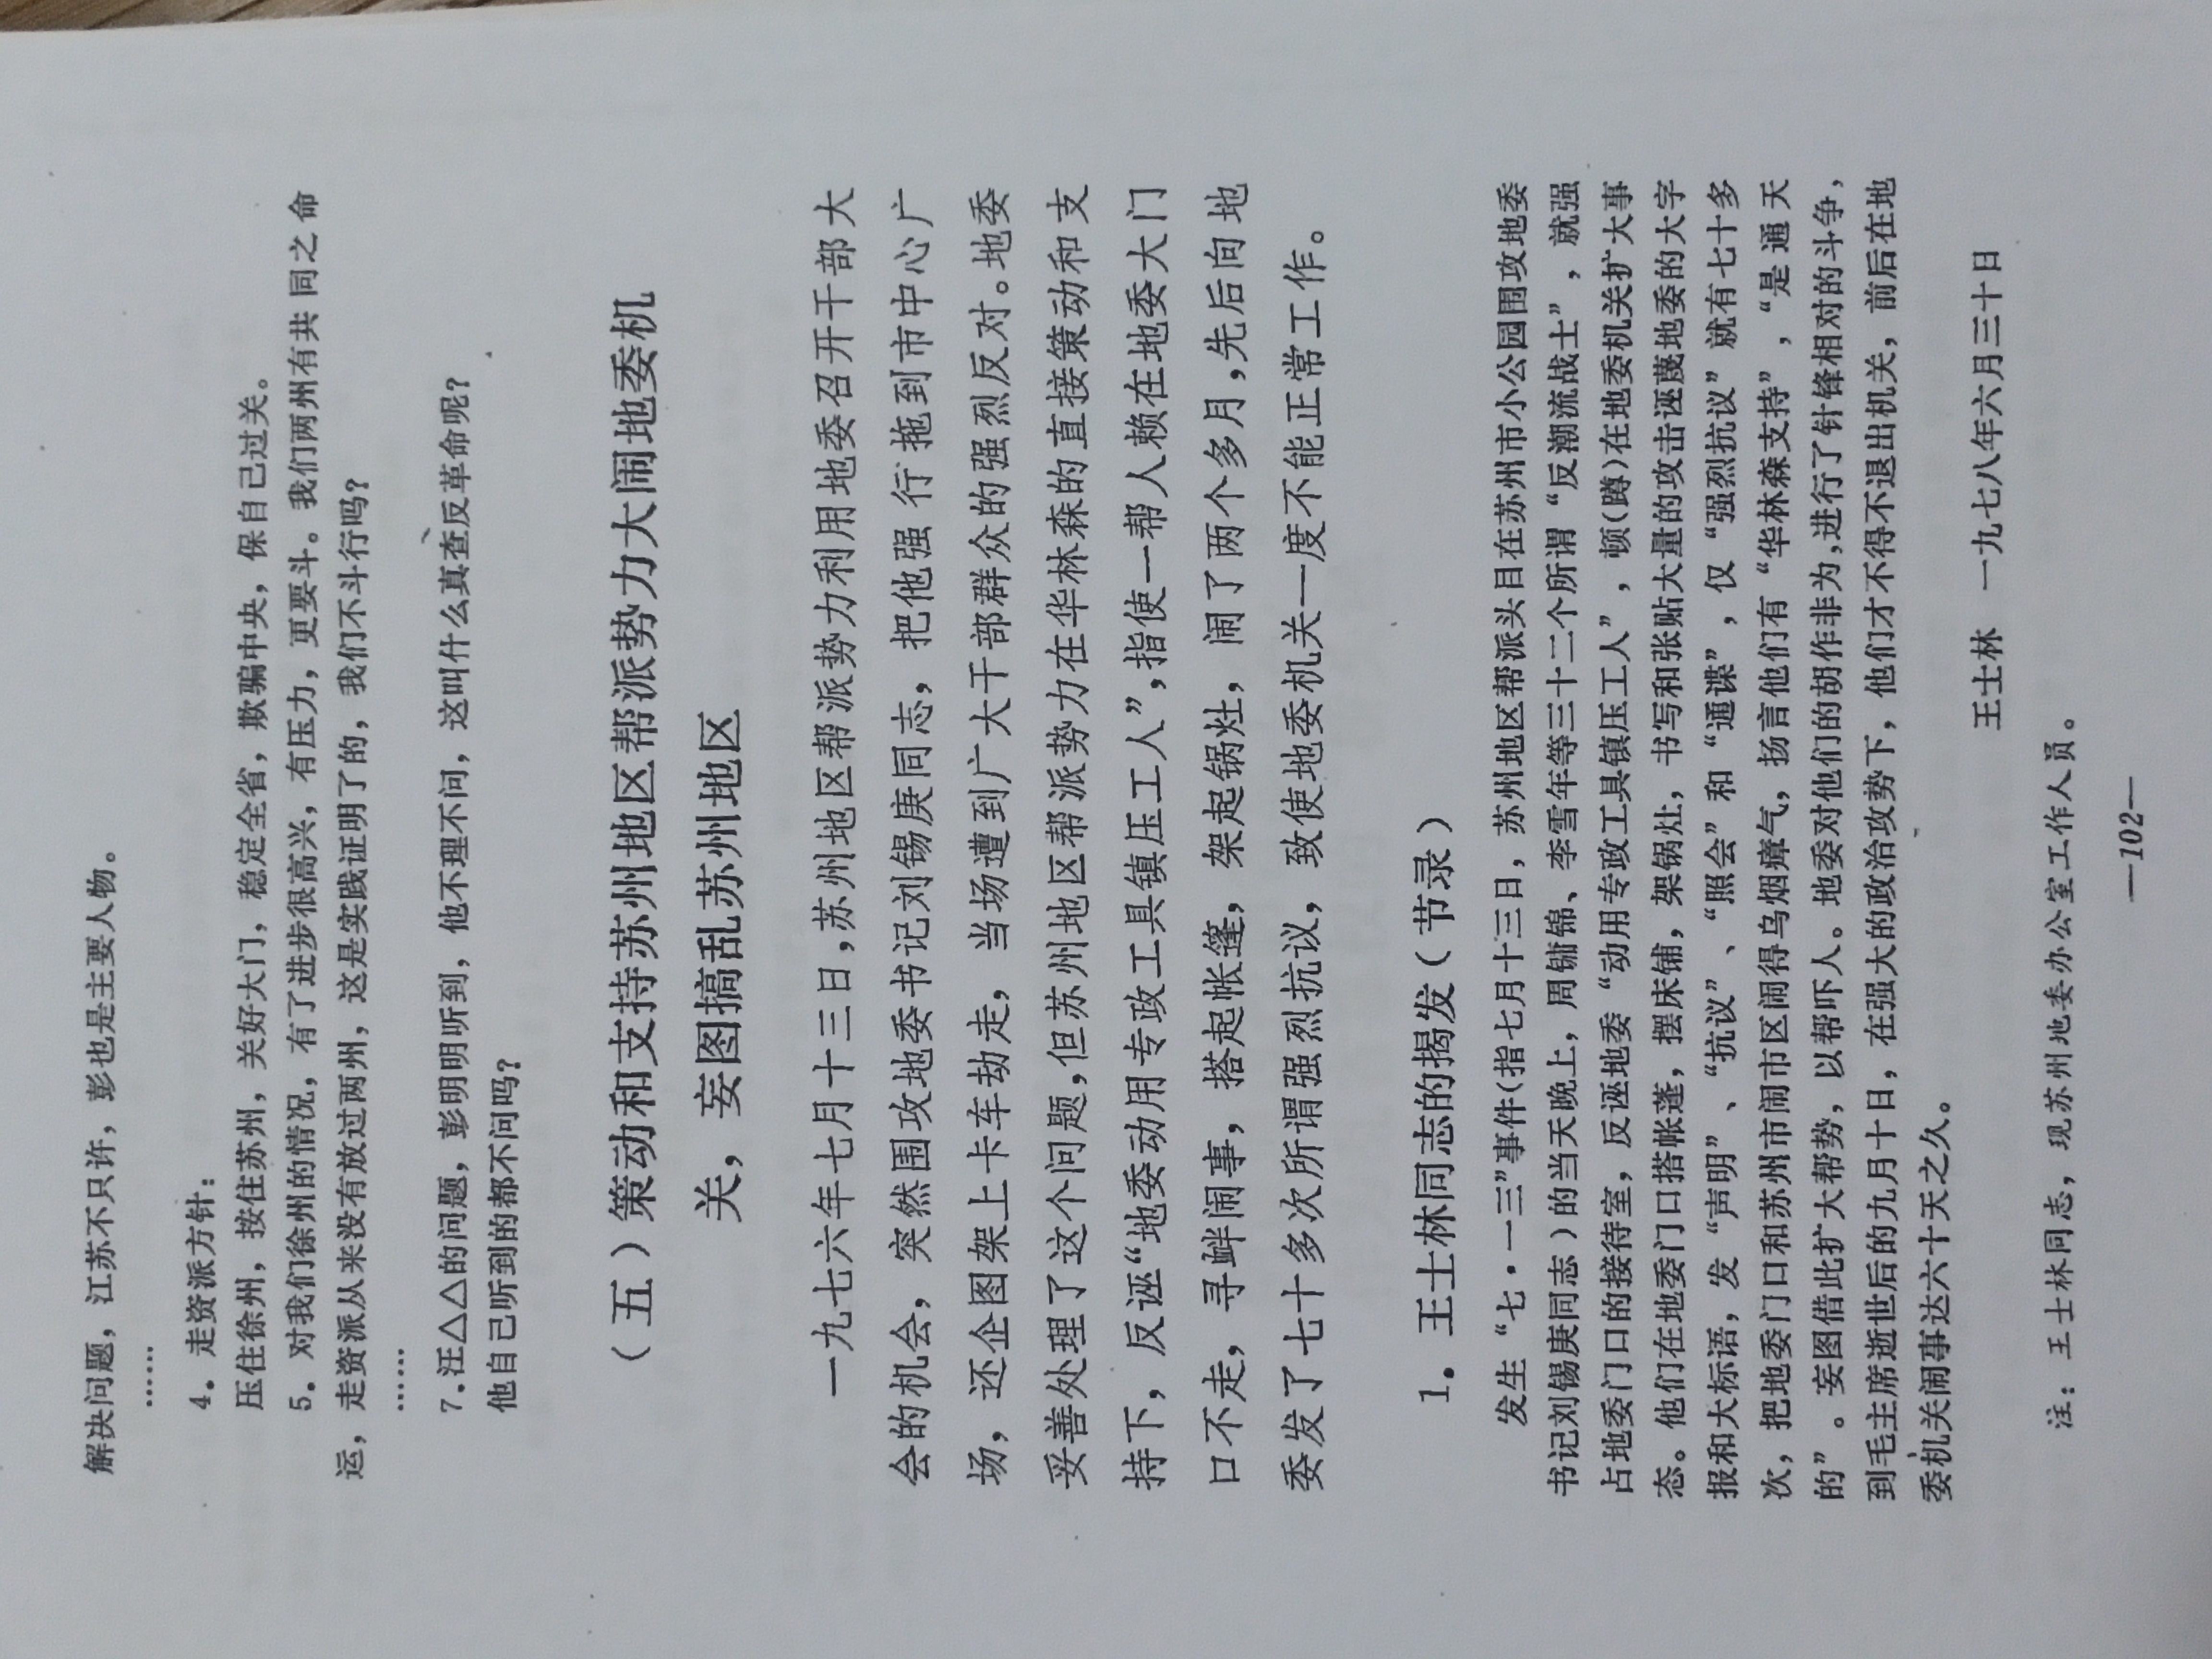 解决问题，江苏不只许，彭也是主要人物。
……
4．走资派方针：
压住徐州，按住苏州，关好大门，稳定全省，欺骗中央，保自己过关。
5．对我们徐州的情况，有了进步很高兴，有压力，更要斗。我们两州有共同之命
运，走资派从来没有放过两州，这是实践证明了的，我们不斗行吗？
……
7.汪△△的问题，彭明明听到，他不理不问，这叫什么真查反革命呢？
他自己听到的都不问吗？
（五）策动和支持苏州地区帮派势力大闹地委机
关，妄图搞乱苏州地区
一九七六年七月十三日，苏州地区帮派势力利用地委召开干部大
会的机会，突然围攻地委书记刘锡庚同志，把他强行拖到市中心广
场，还企图架上卡车劫走，当场遭到广大干部群众的强烈反对。地委
妥善处理了这个问题，但苏州地区帮派势力在华林森的直接策动和支
持下，反诬“地委动用专政工具镇压工人”，指使一帮人赖在地委大门
口不走，寻衅闹事，搭起帐篷，架起锅灶，闹了两个多月，先后向地
委发了七十多次所谓强烈抗议，致使地委机关一度不能正常工作。
1．王士林同志的揭发（节录）
发生“七·一三”事件（指七月十三日，苏州地区帮派头目在苏州市小公园围攻地委
书记刘锡庚同志）的当天晚上，周镛锦、李雪年等三十二个所谓“反潮流战士”，就强
占地委门口的接待室，反诬地委“动用专政工具镇压工人”，顿（蹲）在地委机关扩大事
态。他们在地委门口搭帐蓬，摆床铺，架锅灶，书写和张贴大量的攻击诬蔑地委的大字
报和大标语，发“声明”、“抗议”、“照会”和“通谍”，仅“强烈抗议”就有七十多
次，把地委门口和苏州市闹市区闹得乌烟瘴气，扬言他们有“华林森支持”，“是通天
的”。妄图借此扩大帮势，以帮吓人。地委对他们的胡作非为，进行了针锋相对的斗争，
到毛主席逝世后的九月十日，在强大的政治攻势下，他们才不得不退出机关，前后在地
委机关闹事达六十天之久。
王士林　一九七八年六月三十日
注：王士林同志，现苏州地委办公室工作人员。
—102—